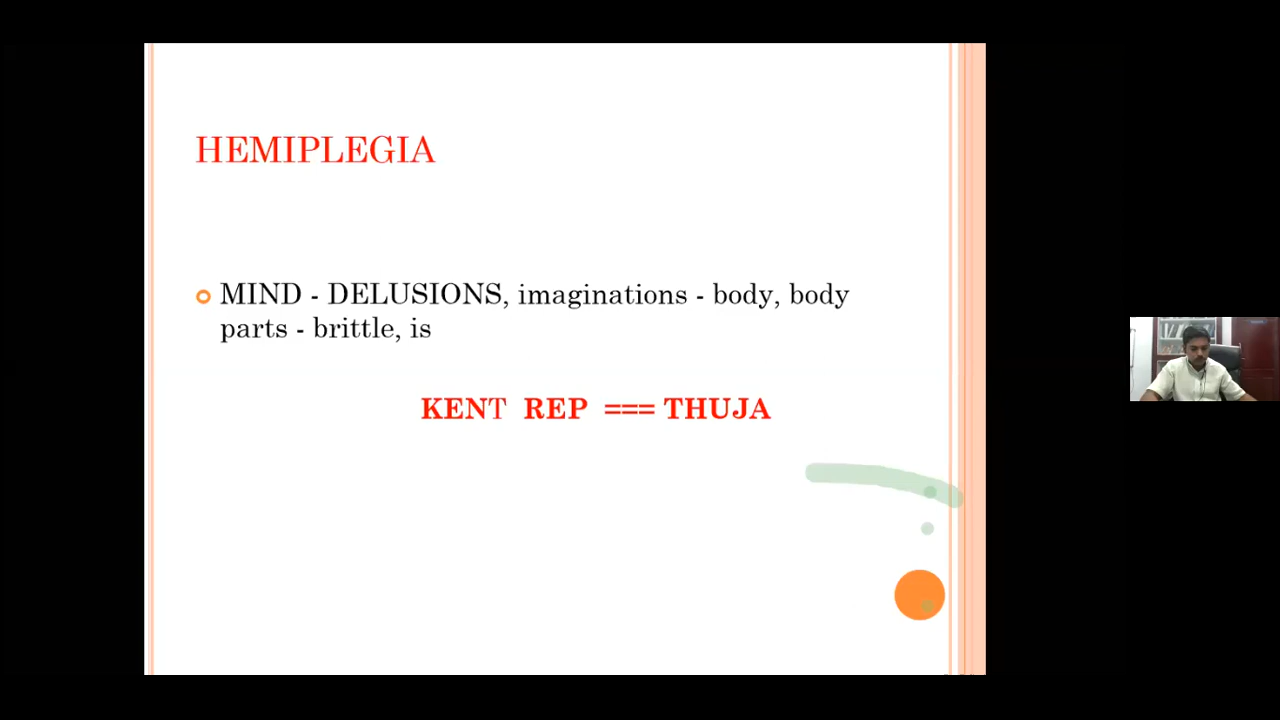 HEMIPLEGIA
MIND - DELUSIONS, imaginations - body, body
parts - brittle, is
KENT REP === THUJA